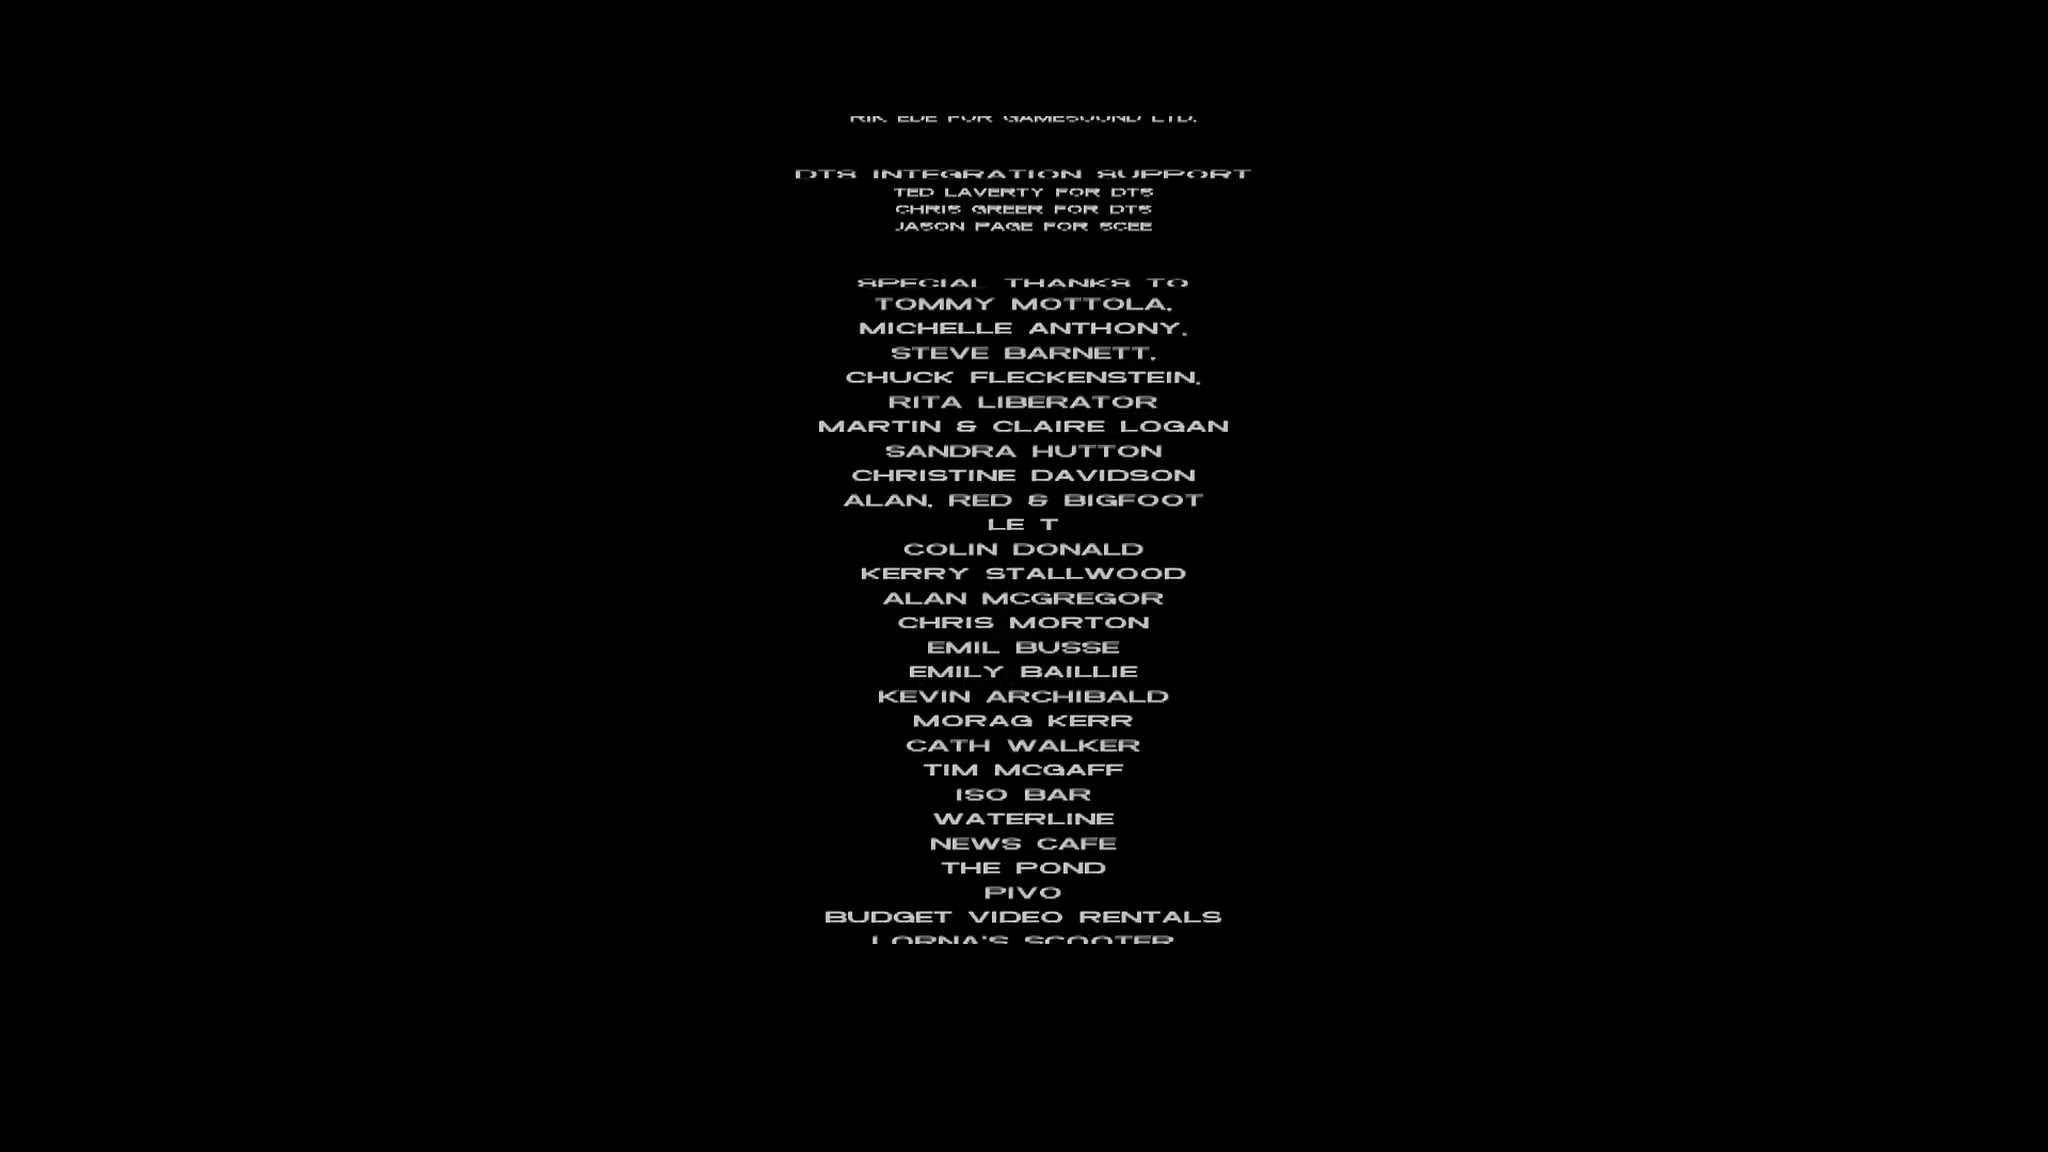 RIK EDE FOR GAMESOUND LTD.
DTS INTEGRATION SUPPORT
TED LAVERTY FOR DTS
CHRIS GREER FOR DTS
JASON PAGE FOR SCEE
SPECIAL THANKS TO
TOMMY MOTTOLA,
MICHELLE ANTHONY,
STEVE BARNETT,
CHUCK FLECKENSTEIN,
RITA LIBERATOR
MARTIN & CLAIRE LOGAN
SANDRA HUTTON
CHRISTINE DAVIDSON
ALAN, RED & BIGFOOT
LE T
COLIN DONALD
KERRY STALLWOOD
ALAN MCGREGOR
CHRIS MORTON
EMIL BUSSE
EMILY BAILLIE
KEVIN ARCHIBALD
MORAG KERR
CATH WALKER
TIM MCGAFF
ISO BAR
WATERLINE
NEWS CAFE
THE POND
PIVO
BUDGET VIDEO RENTALS
LORNA'S SCOOTER